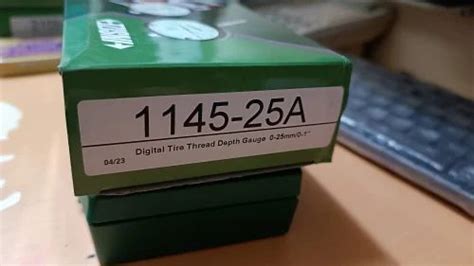 1145-25A
Digital Tire Thread Depth Gauge 0-25mm/0-1"
04/23